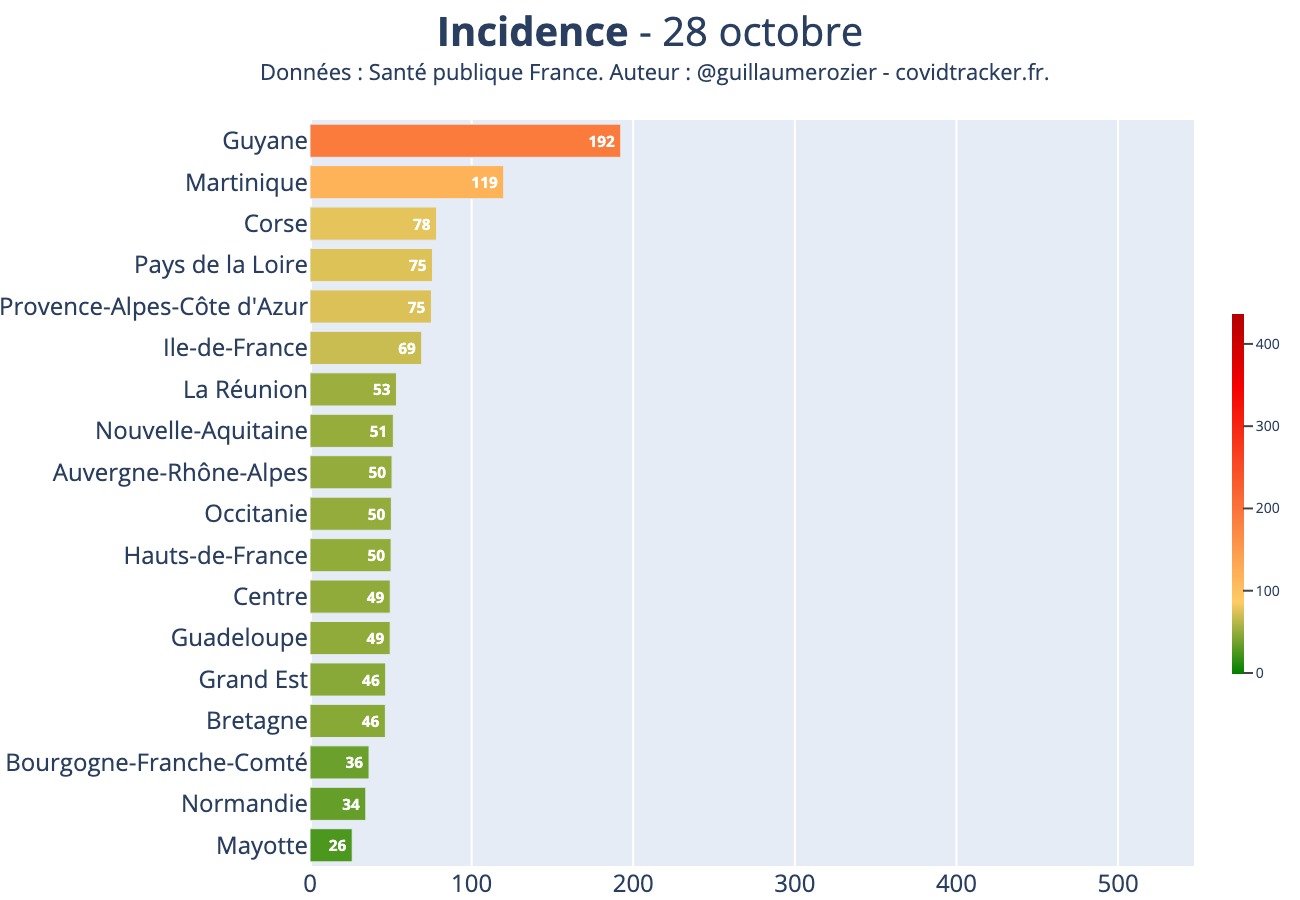 Incidence - 28 octobre
Données : Santé publique France. Auteur : @guillaumerozier - covidtracker.fr.
Guyane 192
Martinique 119
Corse 78
Pays de la Loire 75
Provence-Alpes-Côte d'Azur 75
Ile-de-France 69
La Réunion 53
Nouvelle-Aquitaine 51
Auvergne-Rhône-Alpes 50
Occitanie 50
Hauts-de-France 50
Centre 49
Guadeloupe 49
Grand Est 46
Bretagne 46
Bourgogne-Franche-Comté 36
Normandie 34
Mayotte 26
0 100 200 300 400 500
400
300
200
100
0